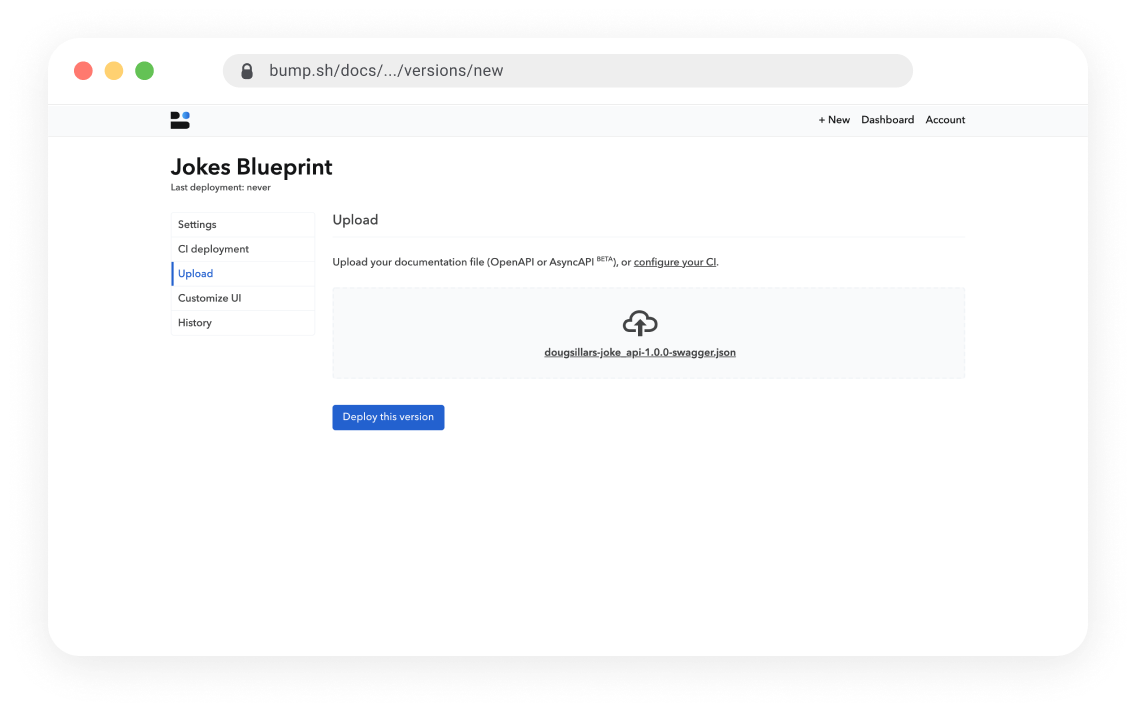 bump.sh/docs/.../versions/new
+ New Dashboard Account
Jokes Blueprint
Last deployment: never
Settings
CI deployment
Upload
Customize UI
History
Upload
Upload your documentation file (OpenAPI or AsyncAPI BETA), or configure your CI.
dougsillars-joke_api-1.0.0-swagger.json
Deploy this version